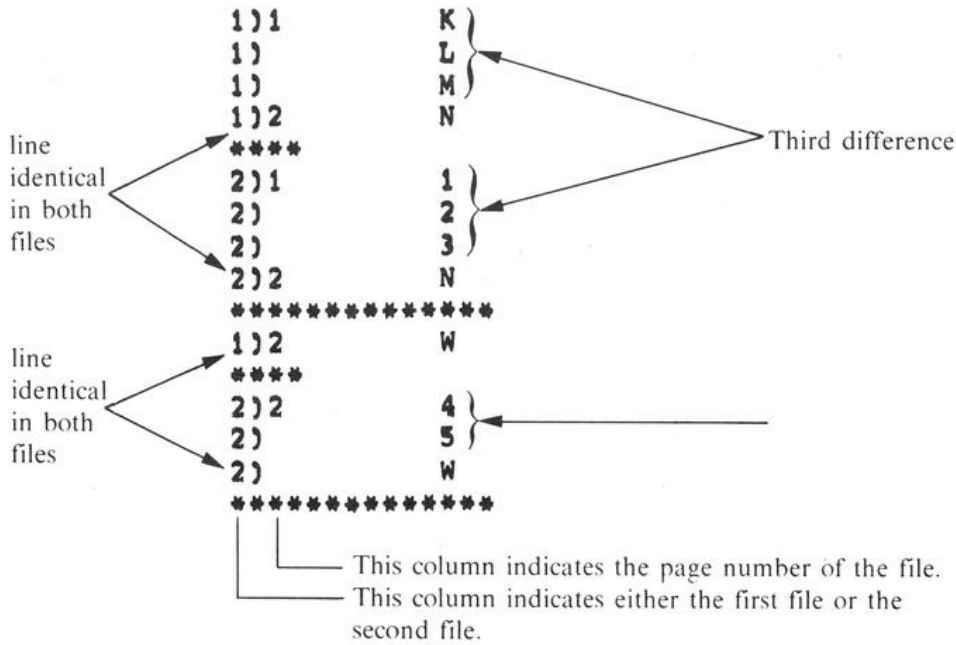 1)1 K
1) L
1) M
1)2 N
****
2)1 1
2) 2
2) 3
2)2 N
**************
1)2 W
****
2)2 4
2) 5
2) W
**************
line
identical
in both
files
line
identical
in both
files
Third difference
This column indicates the page number of the file.
This column indicates either the first file or the
second file.